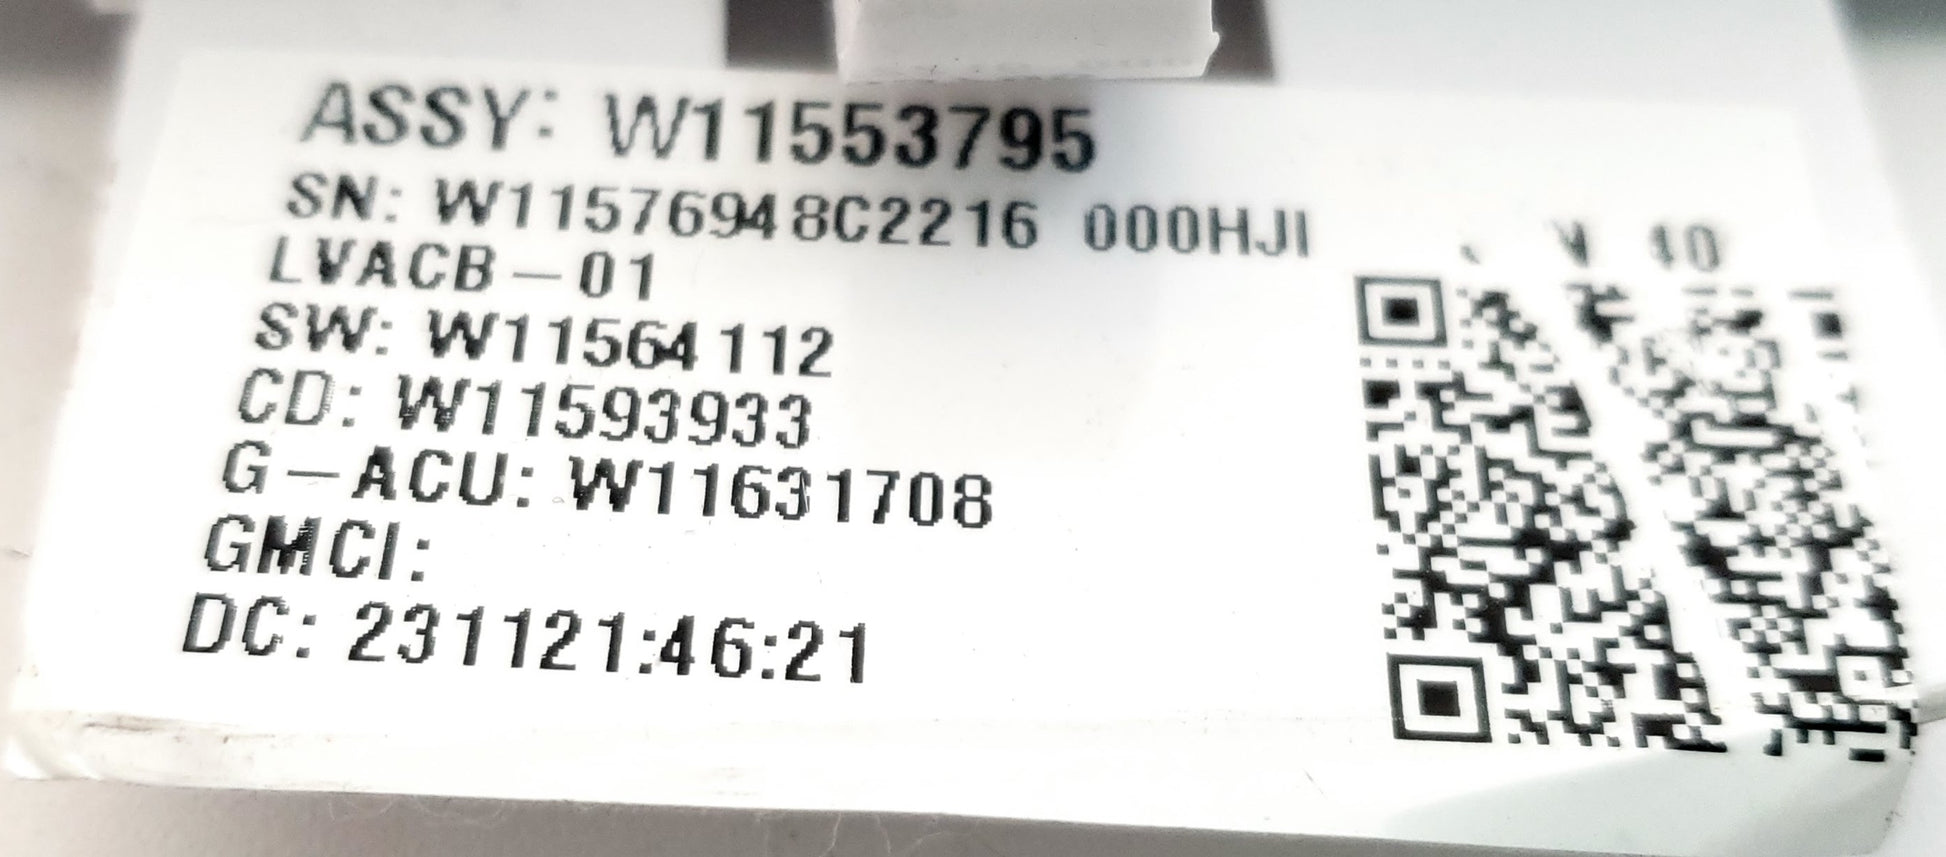 ASSY: W11553795
SN: W11576948C2216 000HJI
LVACB-01
SW: W11564112
CD: W11593933
G-ACU: W11631708
GMCI:
DC: 231121:46:21